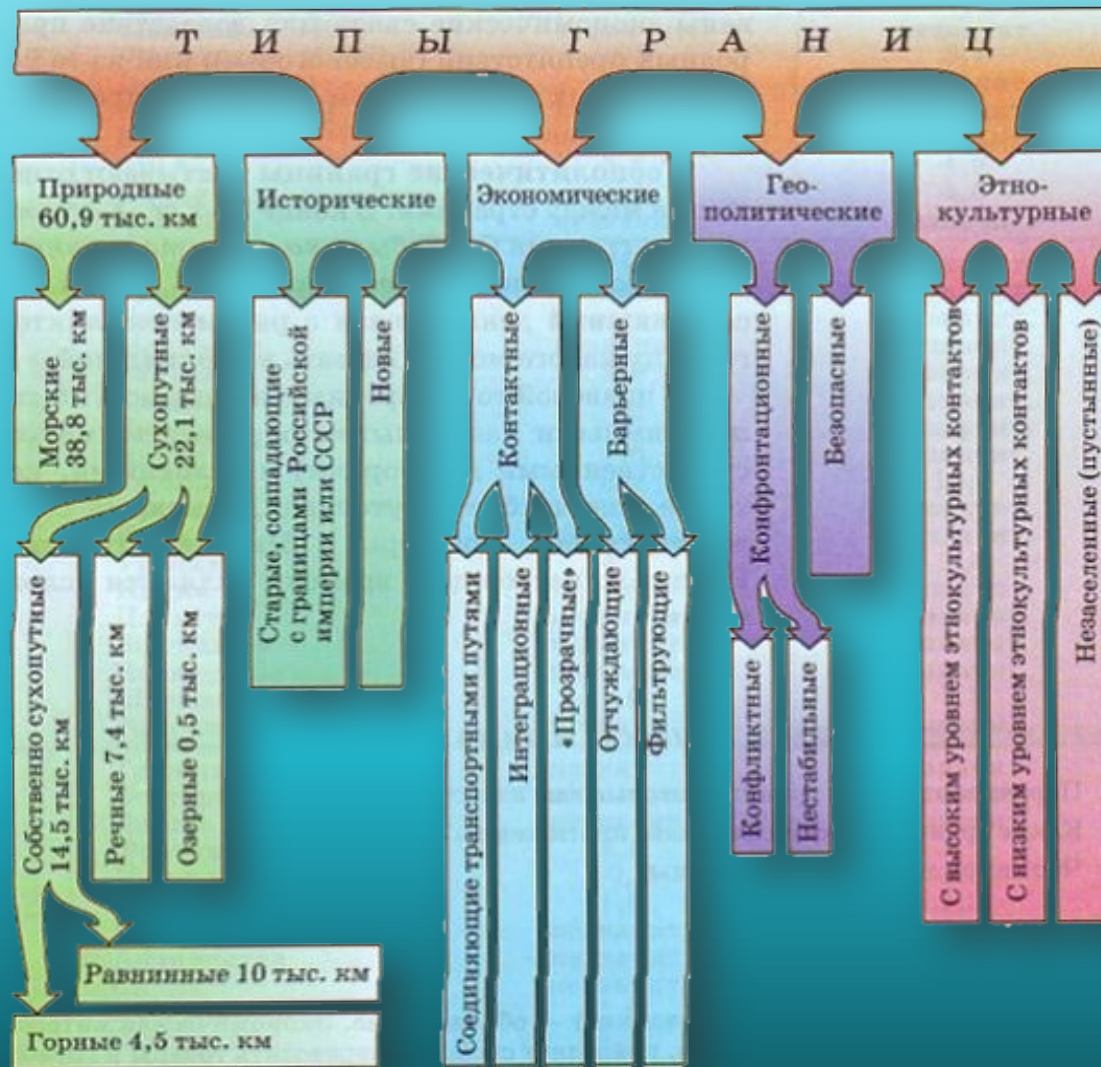 ТИПЫ ГРАНИЦ
Природные
60,9 тыс. км
Исторические
Экономические
Гео-
политические
Этно-
культурные
Морские
38,8 тыс. км
Сухопутные
22,1 тыс. км
Старые, совпадающие
с границами Российской
империи или СССР
Новые
Контактные
Барьерные
Конфронтационные
Безопасные
С высоким уровнем этнокультурных контактов
С низким уровнем этнокультурных контактов
Незаселенные (пустынные)
Собственно сухопутные
14,5 тыс. км
Речные 7,4 тыс. км
Озерные 0,5 тыс. км
Соединяющие транспортными путями
Интеграционные
«Прозрачные»
Отчуждающие
Фильтрующие
Конфликтные
Нестабильные
Равнинные 10 тыс. км
Горные 4,5 тыс. км